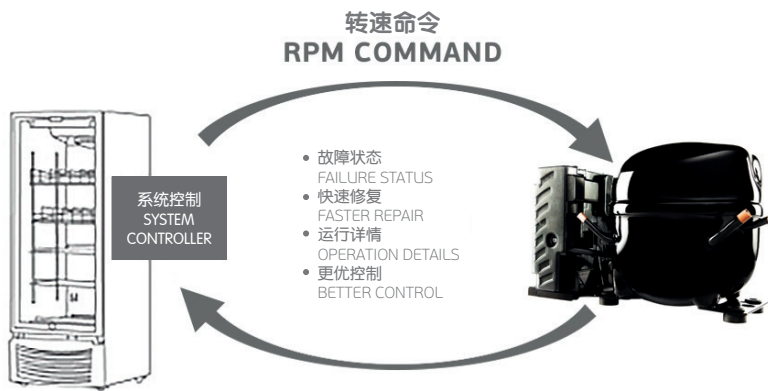 转速命令
RPM COMMAND
系统控制
SYSTEM
CONTROLLER
• 故障状态
FAILURE STATUS
• 快速修复
FASTER REPAIR
• 运行详情
OPERATION DETAILS
• 更优控制
BETTER CONTROL